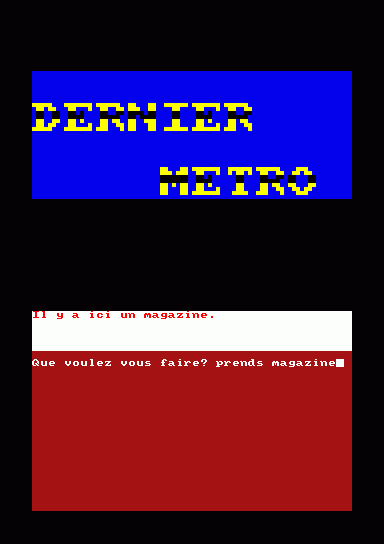 DERNIER
METRO
Il y a ici un magazine.
Que voulez vous faire? prends magazine